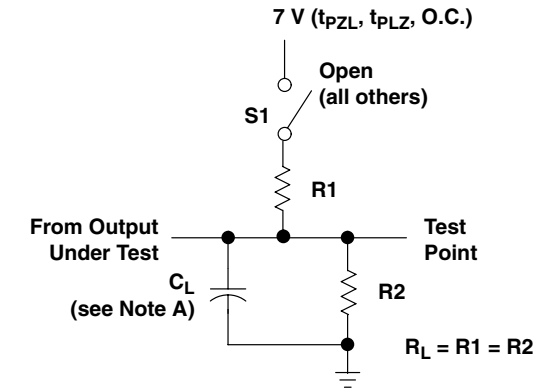 7 V (tPZL, tPLZ, O.C.)
Open
(all others)
S1
R1
From Output
Under Test
Test
Point
CL
(see Note A)
R2
RL = R1 = R2